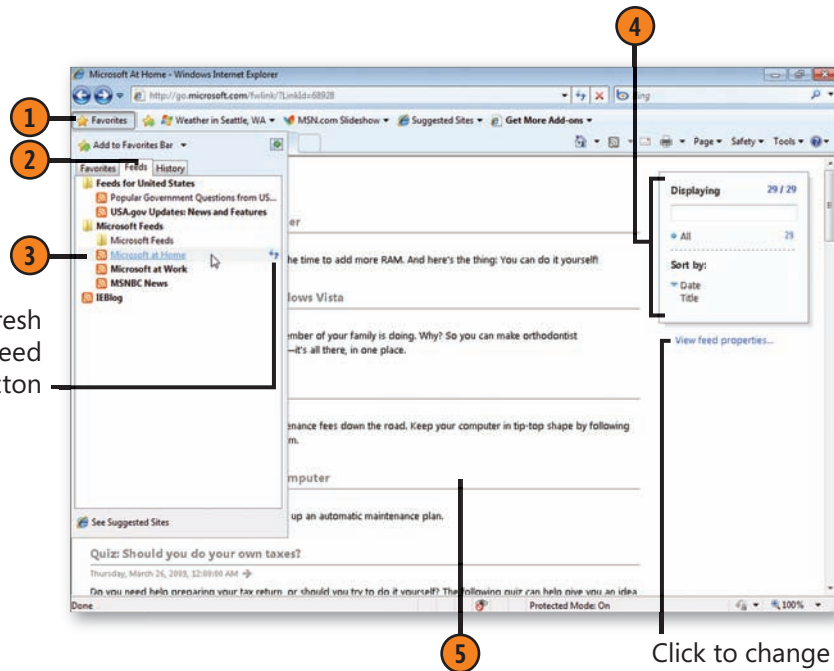 4
Microsoft At Home - Windows Internet Explorer
http://go.microsoft.com/fwlink/?LinkId=68928
Bing
1
Favorites
Weather in Seattle, WA
MSN.com Slideshow
Suggested Sites
Get More Add-ons
2
Add to Favorites Bar
Page
Safety
Tools
Favorites
Feeds
History
Feeds for United States
Popular Government Questions from US...
USA.gov Updates: News and Features
Microsoft Feeds
Microsoft Feeds
3
Microsoft at Home
Microsoft at Work
MSNBC News
IEBlog
resh
eed
tton
See Suggested Sites
er
he time to add more RAM. And here's the thing: You can do it yourself!
lows Vista
ember of your family is doing. Why? So you can make orthodontist
—it's all there, in one place.
enance fees down the road. Keep your computer in tip-top shape by following
m.
mputer
up an automatic maintenance plan.
Quiz: Should you do your own taxes?
Thursday, March 26, 2009, 12:00:00 AM
Do you need help preparing your tax return, or should you try to do it yourself? The following quiz can help give you an idea
Displaying 29 / 29
All 29
Sort by:
Date
Title
View feed properties...
Done
Protected Mode: On
100%
5
Click to change